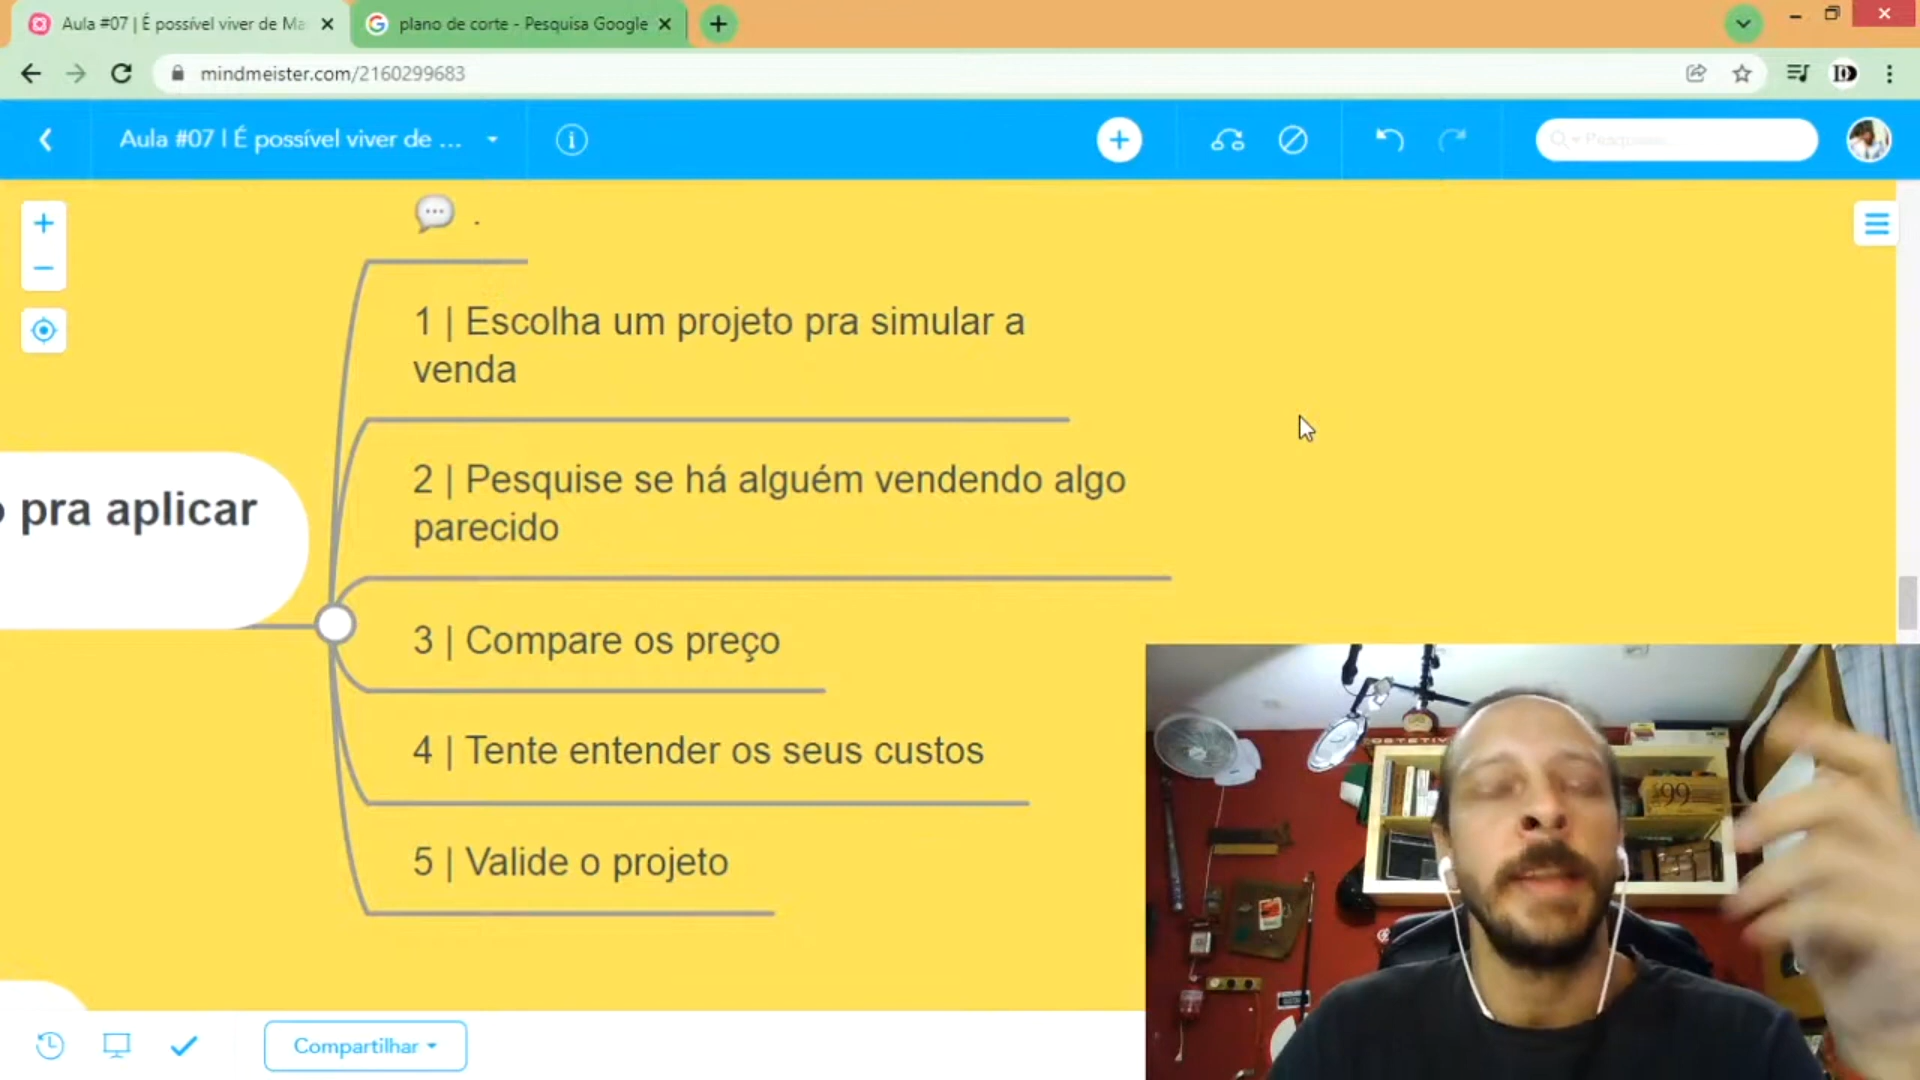 Aula #07 | É possível viver de Ma
plano de corte - Pesquisa Google
mindmeister.com/2160299683
Aula #07 | É possível viver de ...
Pesquisar...
.
1 | Escolha um projeto pra simular a
venda
2 | Pesquise se há alguém vendendo algo
parecido
pra aplicar
3 | Compare os preço
4 | Tente entender os seus custos
5 | Valide o projeto
99
Compartilhar